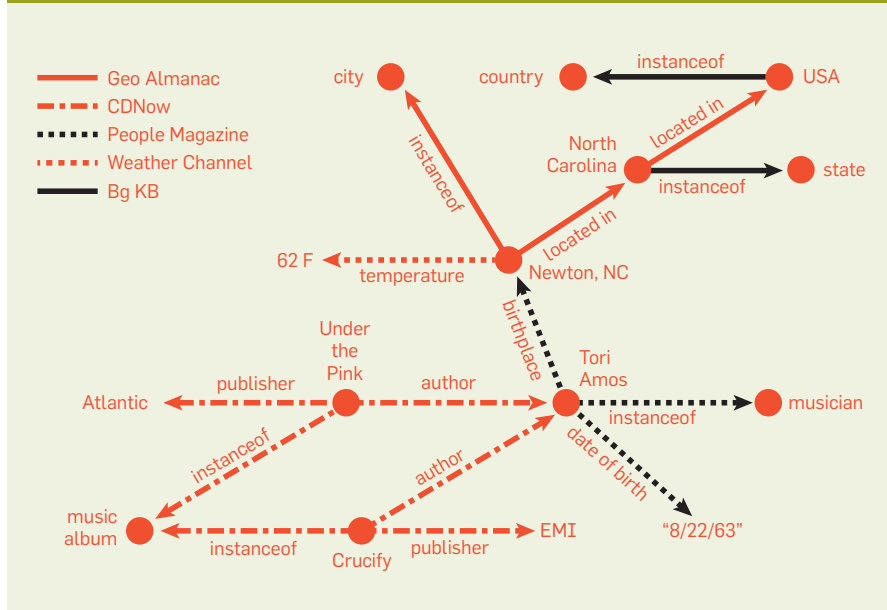 Geo Almanac
CDNow
People Magazine
Weather Channel
Bg KB
city
country
instanceof
USA
located in
North
Carolina
instanceof
state
instanceof
located in
62 F
temperature
Newton, NC
birthplace
Under
the
Pink
Tori
Amos
Atlantic
publisher
author
instanceof
musician
instanceof
author
date of birth
music
album
instanceof
Crucify
publisher
EMI
“8/22/63”